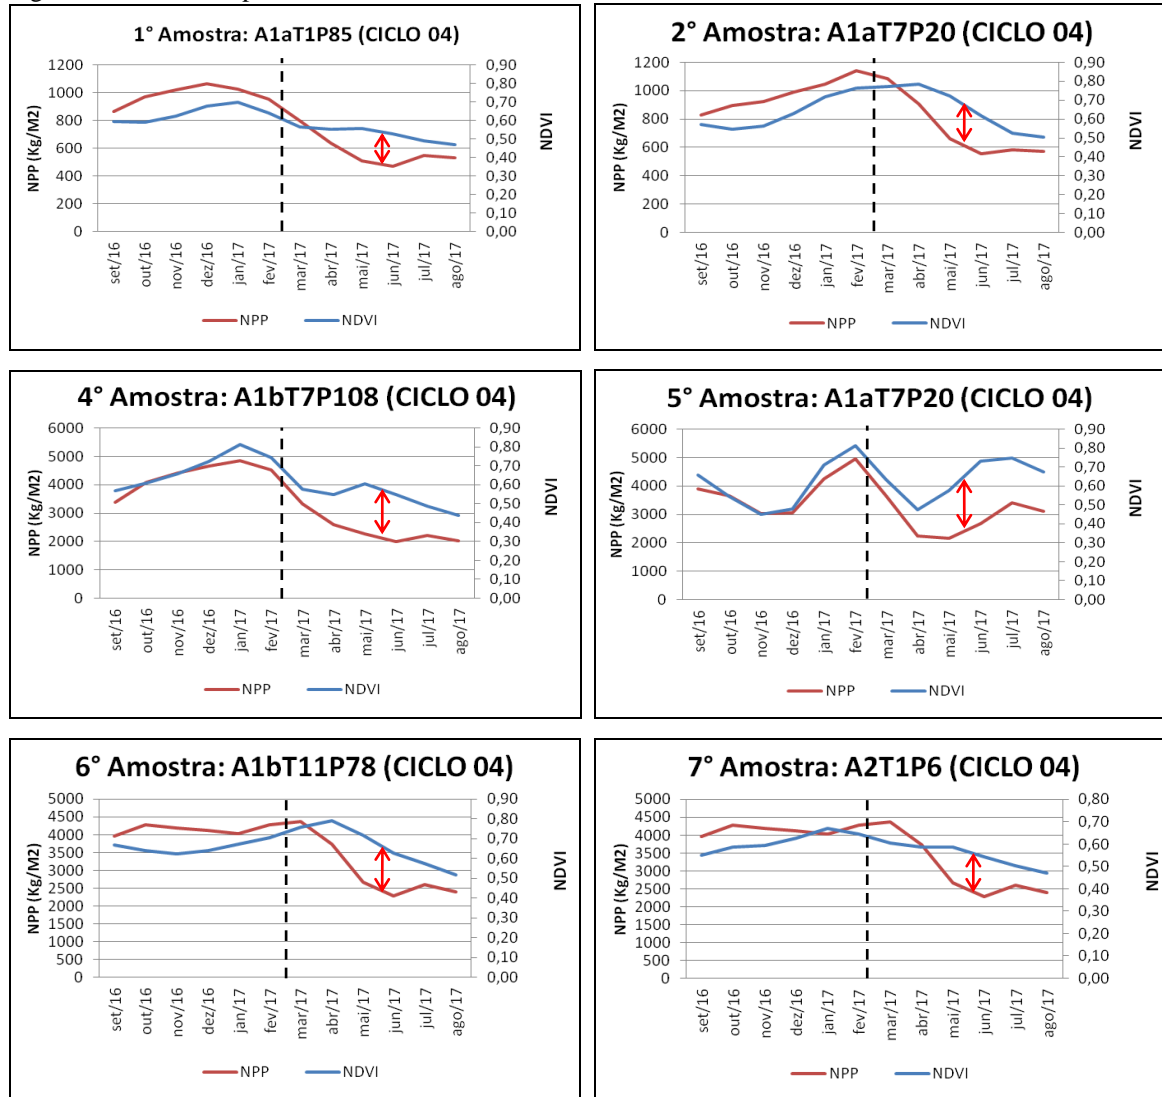 1° Amostra: A1aT1P85 (CICLO 04)
NPP (Kg/M2)
1200
1000
800
600
400
200
0
0,90
0,80
0,70
0,60
0,50
0,40
0,30
0,20
0,10
0,00
NDVI
set/16
out/16
nov/16
dez/16
jan/17
fev/17
mar/17
abr/17
mai/17
jun/17
jul/17
ago/17
NPP NDVI
2° Amostra: A1aT7P20 (CICLO 04)
NPP (Kg/M2)
1200
1000
800
600
400
200
0
0,90
0,80
0,70
0,60
0,50
0,40
0,30
0,20
0,10
0,00
NDVI
set/16
out/16
nov/16
dez/16
jan/17
fev/17
mar/17
abr/17
mai/17
jun/17
jul/17
ago/17
NPP NDVI
4° Amostra: A1bT7P108 (CICLO 04)
NPP (Kg/M2)
6000
5000
4000
3000
2000
1000
0
0,90
0,80
0,70
0,60
0,50
0,40
0,30
0,20
0,10
0,00
NDVI
set/16
out/16
nov/16
dez/16
jan/17
fev/17
mar/17
abr/17
mai/17
jun/17
jul/17
ago/17
NPP NDVI
5° Amostra: A1aT7P20 (CICLO 04)
NPP (Kg/M2)
6000
5000
4000
3000
2000
1000
0
0,90
0,80
0,70
0,60
0,50
0,40
0,30
0,20
0,10
0,00
NDVI
set/16
out/16
nov/16
dez/16
jan/17
fev/17
mar/17
abr/17
mai/17
jun/17
jul/17
ago/17
NPP NDVI
6° Amostra: A1bT11P78 (CICLO 04)
NPP (Kg/M2)
5000
4500
4000
3500
3000
2500
2000
1500
1000
500
0
0,90
0,80
0,70
0,60
0,50
0,40
0,30
0,20
0,10
0,00
NDVI
set/16
out/16
nov/16
dez/16
jan/17
fev/17
mar/17
abr/17
mai/17
jun/17
jul/17
ago/17
NPP NDVI
7° Amostra: A2T1P6 (CICLO 04)
NPP (Kg/M2)
5000
4500
4000
3500
3000
2500
2000
1500
1000
500
0
0,80
0,70
0,60
0,50
0,40
0,30
0,20
0,10
0,00
NDVI
set/16
out/16
nov/16
dez/16
jan/17
fev/17
mar/17
abr/17
mai/17
jun/17
jul/17
ago/17
NPP NDVI